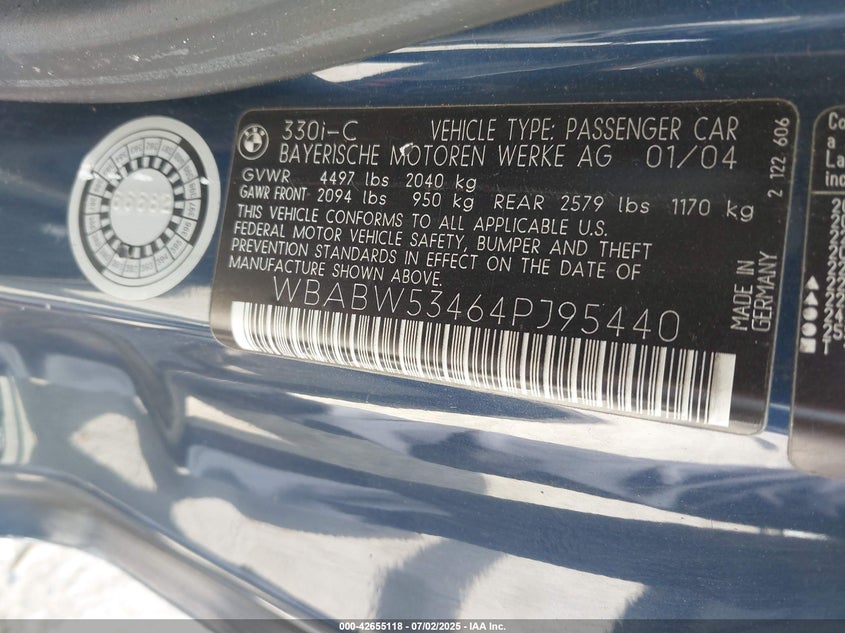 330i-C VEHICLE TYPE: PASSENGER CAR
BAYERISCHE MOTOREN WERKE AG 01/04
GVWR 4497 lbs 2040 kg
GAWR FRONT 2094 lbs 950 kg REAR 2579 lbs 1170 kg
THIS VEHICLE CONFORMS TO ALL APPLICABLE U.S.
FEDERAL MOTOR VEHICLE SAFETY, BUMPER AND THEFT
PREVENTION STANDARDS IN EFFECT ON THE DATE OF
MANUFACTURE SHOWN ABOVE.
WBABW53464PJ95440
MADE IN
GERMANY
2 122 606
000-42655118 / 07/02/2025 / IAA Inc.